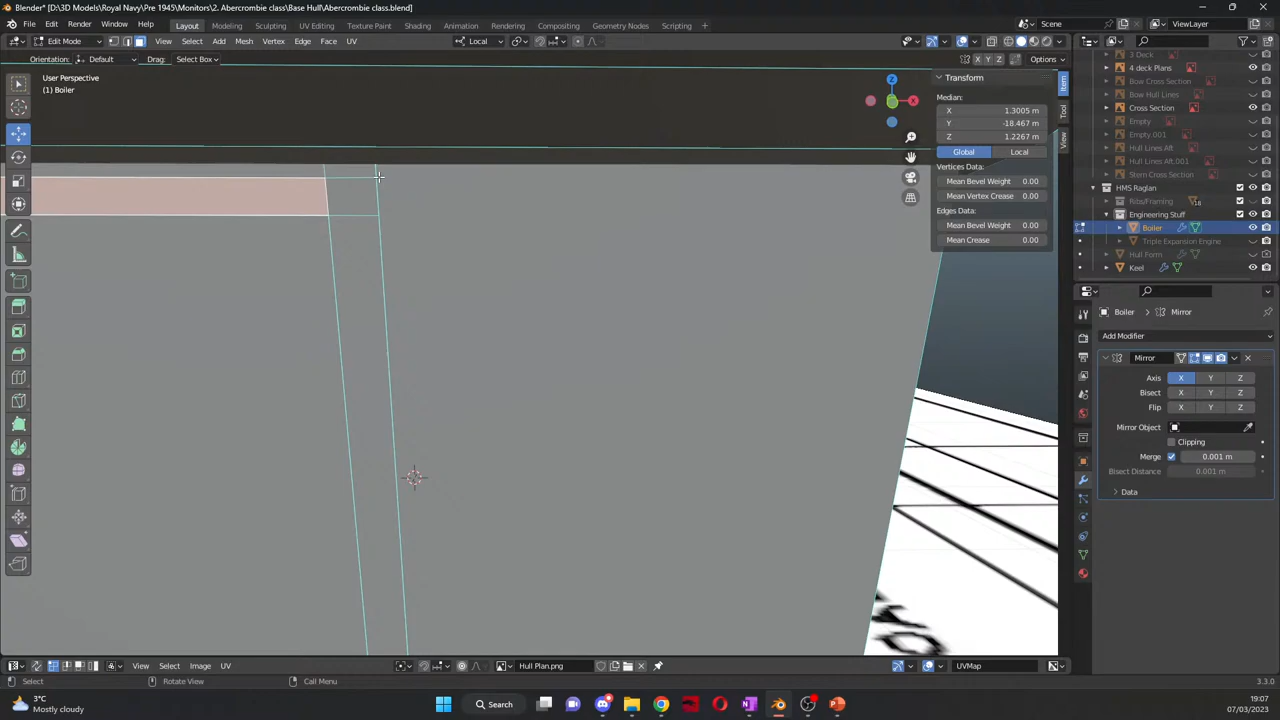 Blender* [D:\3D Models\Royal Navy\Pre 1945\Monitors\2. Abercrombie class\Base Hull\Abercrombie class.blend]
File Edit Render Window Help Layout Modeling Sculpting UV Editing Texture Paint Shading Animation Rendering Compositing Geometry Nodes Scripting + Scene ViewLayer
Edit Mode View Select Add Mesh Vertex Edge Face UV Local
Orientation: Default Drag: Select Box X Y Z Options
User Perspective
(1) Boiler
Z
X
Transform
Median:
X 1.3005 m
Y -18.467 m
Z 1.2267 m
Global Local
Vertices Data:
Mean Bevel Weight 0.00
Mean Vertex Crease 0.00
Edges Data:
Mean Bevel Weight 0.00
Mean Crease 0.00
Item
Tool
View
3 Deck
4 deck Plans
Bow Cross Section
Bow Hull Lines
Cross Section
Empty
Empty.001
Hull Lines Aft
Hull Lines Aft.001
Stern Cross Section
HMS Raglan
Ribs/Framing 18
Engineering Stuff
Boiler
Triple Expansion Engine
Hull Form
Keel
Boiler > Mirror
Add Modifier
Mirror
Axis X Y Z
Bisect X Y Z
Flip X Y Z
Mirror Object
Clipping
Merge 0.001 m
Bisect Distance 0.001 m
Data
View Select Image UV Hull Plan.png UVMap
Select Rotate View Call Menu 3.3.0
3°C
Mostly cloudy
Search
19:07
07/03/2023